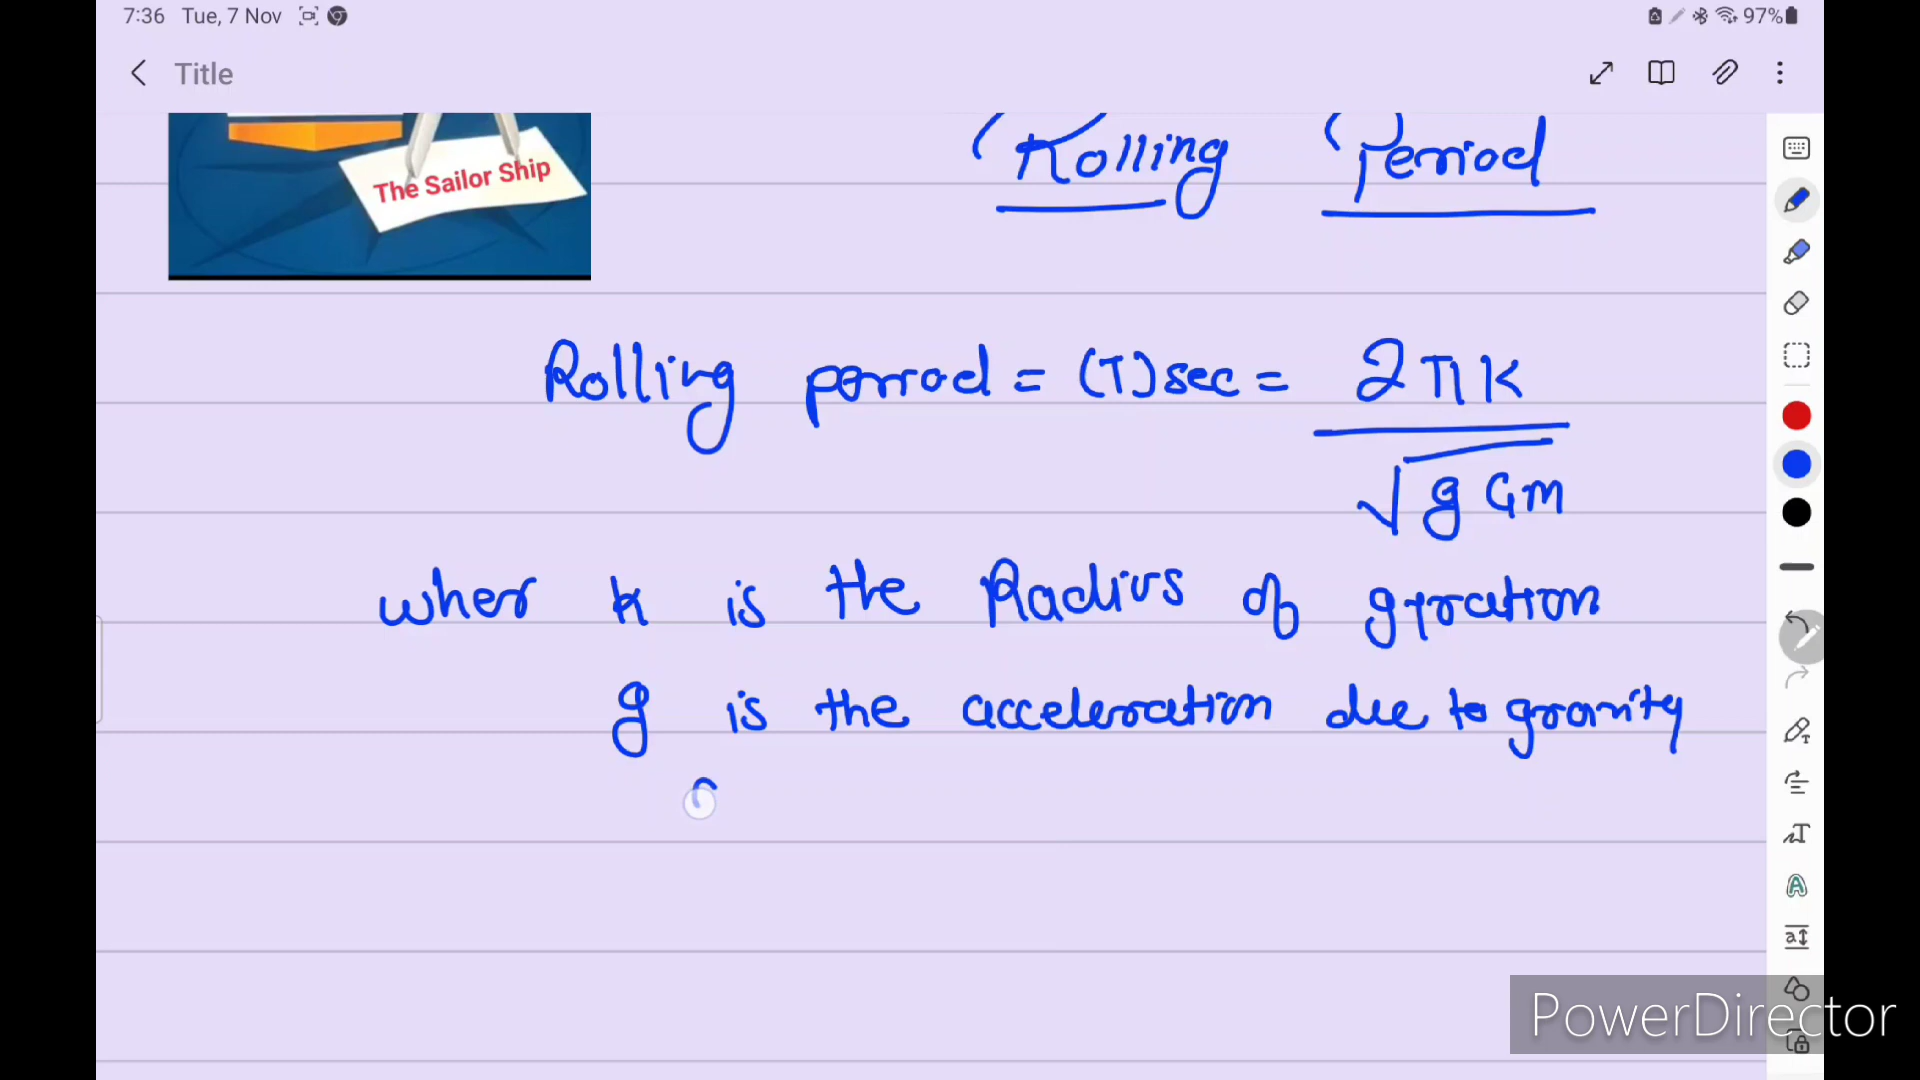 7:36 Tue, 7 Nov 97%
Title
The Sailor Ship
Rolling Period
Rolling period = (T)sec = 2πK
√g GM
wher k is the Radius of gyration
g is the acceleration due to gravity
PowerDirector